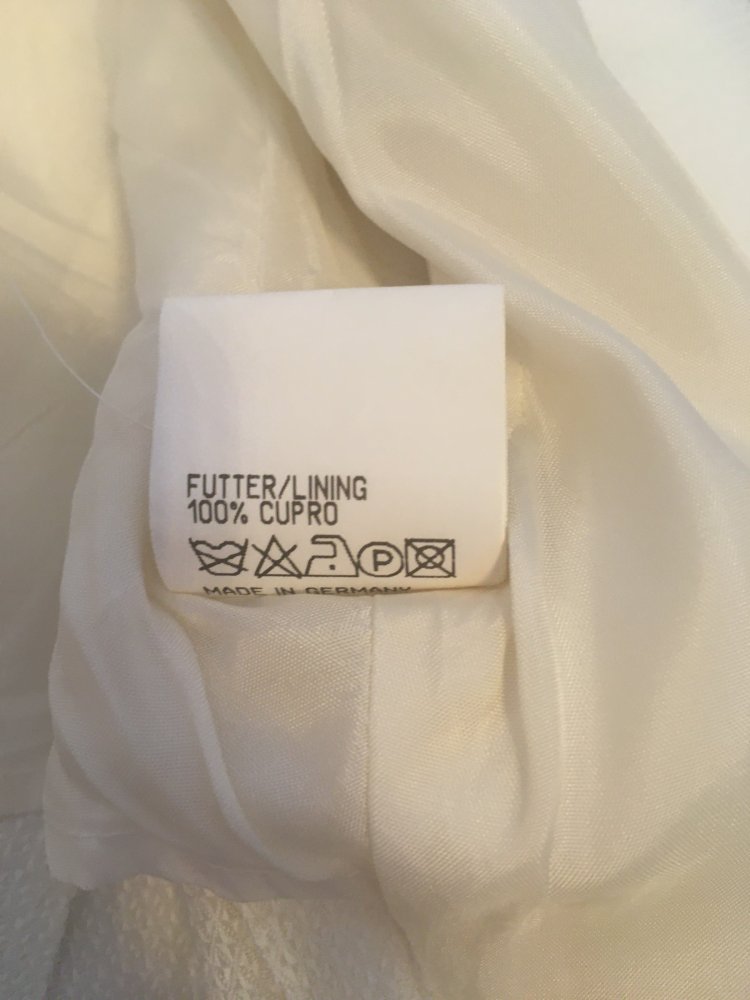 FUTTER/LINING
100% CUPRO
P
MADE IN GERMANY